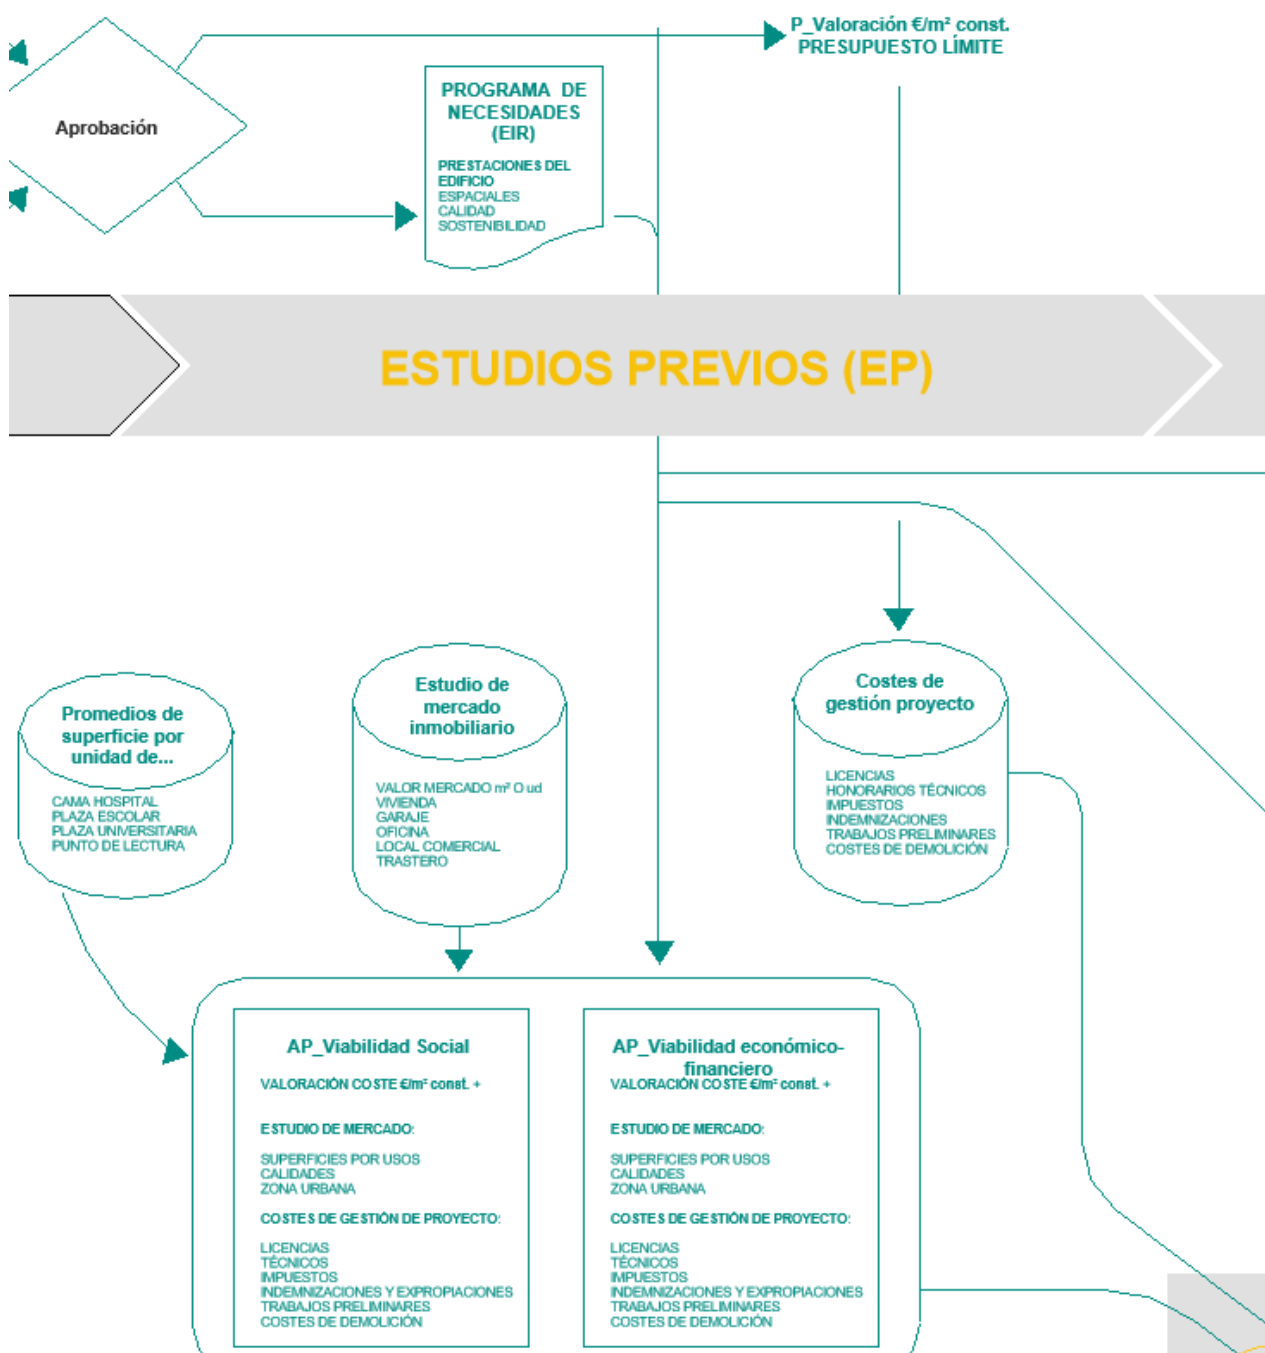 P_Valoración €/m² const.
PRESUPUESTO LÍMITE
Aprobación
PROGRAMA DE
NECESIDADES
(EIR)
PRESTACIONES DEL
EDIFICIO
ESPACIALES
CALIDAD
SOSTENIBILIDAD
ESTUDIOS PREVIOS (EP)
Promedios de
superficie por
unidad de...
CAMA HOSPITAL
PLAZA ESCOLAR
PLAZA UNIVERSITARIA
PUNTO DE LECTURA
Estudio de
mercado
inmobiliario
VALOR MERCADO m² O ud
VIVIENDA
GARAJE
OFICINA
LOCAL COMERCIAL
TRASTERO
Costes de
gestión proyecto
LICENCIAS
HONORARIOS TÉCNICOS
IMPUESTOS
INDEMNIZACIONES
TRABAJOS PRELIMINARES
COSTES DE DEMOLICIÓN
AP_Viabilidad Social
VALORACIÓN COSTE €/m² const. +
ESTUDIO DE MERCADO:
SUPERFICIES POR USOS
CALIDADES
ZONA URBANA
COSTES DE GESTIÓN DE PROYECTO:
LICENCIAS
TÉCNICOS
IMPUESTOS
INDEMNIZACIONES Y EXPROPIACIONES
TRABAJOS PRELIMINARES
COSTES DE DEMOLICIÓN
AP_Viabilidad económico-
financiero
VALORACIÓN COSTE €/m² const. +
ESTUDIO DE MERCADO:
SUPERFICIES POR USOS
CALIDADES
ZONA URBANA
COSTES DE GESTIÓN DE PROYECTO:
LICENCIAS
TÉCNICOS
IMPUESTOS
INDEMNIZACIONES Y EXPROPIACIONES
TRABAJOS PRELIMINARES
COSTES DE DEMOLICIÓN